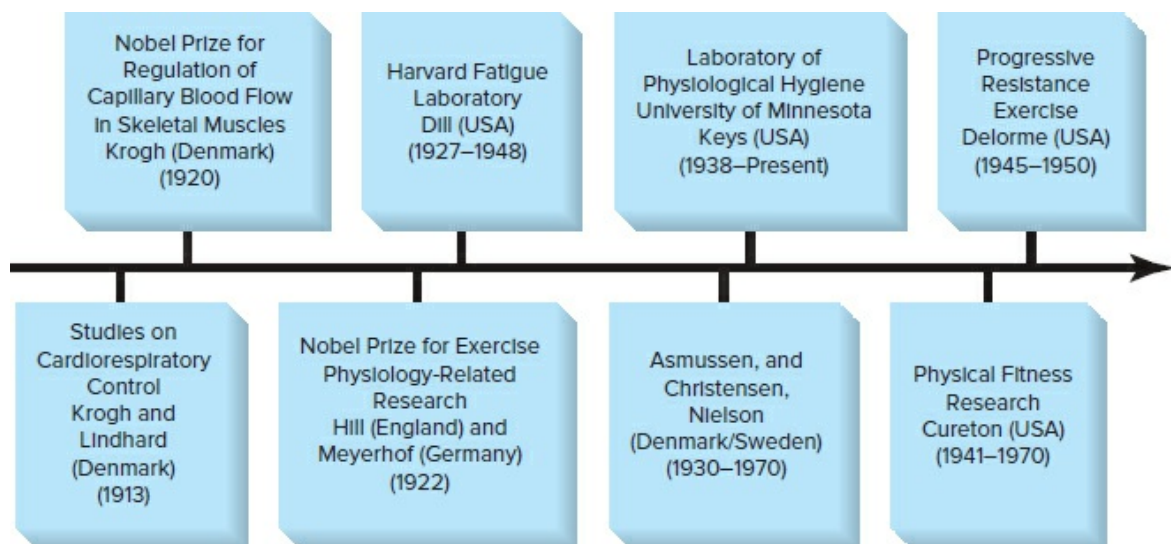 Nobel Prize for
Regulation of
Capillary Blood Flow
in Skeletal Muscles
Krogh (Denmark)
(1920)
Harvard Fatigue
Laboratory
Dill (USA)
(1927–1948)
Laboratory of
Physiological Hygiene
University of Minnesota
Keys (USA)
(1938–Present)
Progressive
Resistance
Exercise
Delorme (USA)
(1945–1950)
Studies on
Cardiorespiratory
Control
Krogh and
Lindhard
(Denmark)
(1913)
Nobel Prize for Exercise
Physiology-Related
Research
Hill (England) and
Meyerhof (Germany)
(1922)
Asmussen, and
Christensen,
Nielson
(Denmark/Sweden)
(1930–1970)
Physical Fitness
Research
Cureton (USA)
(1941–1970)